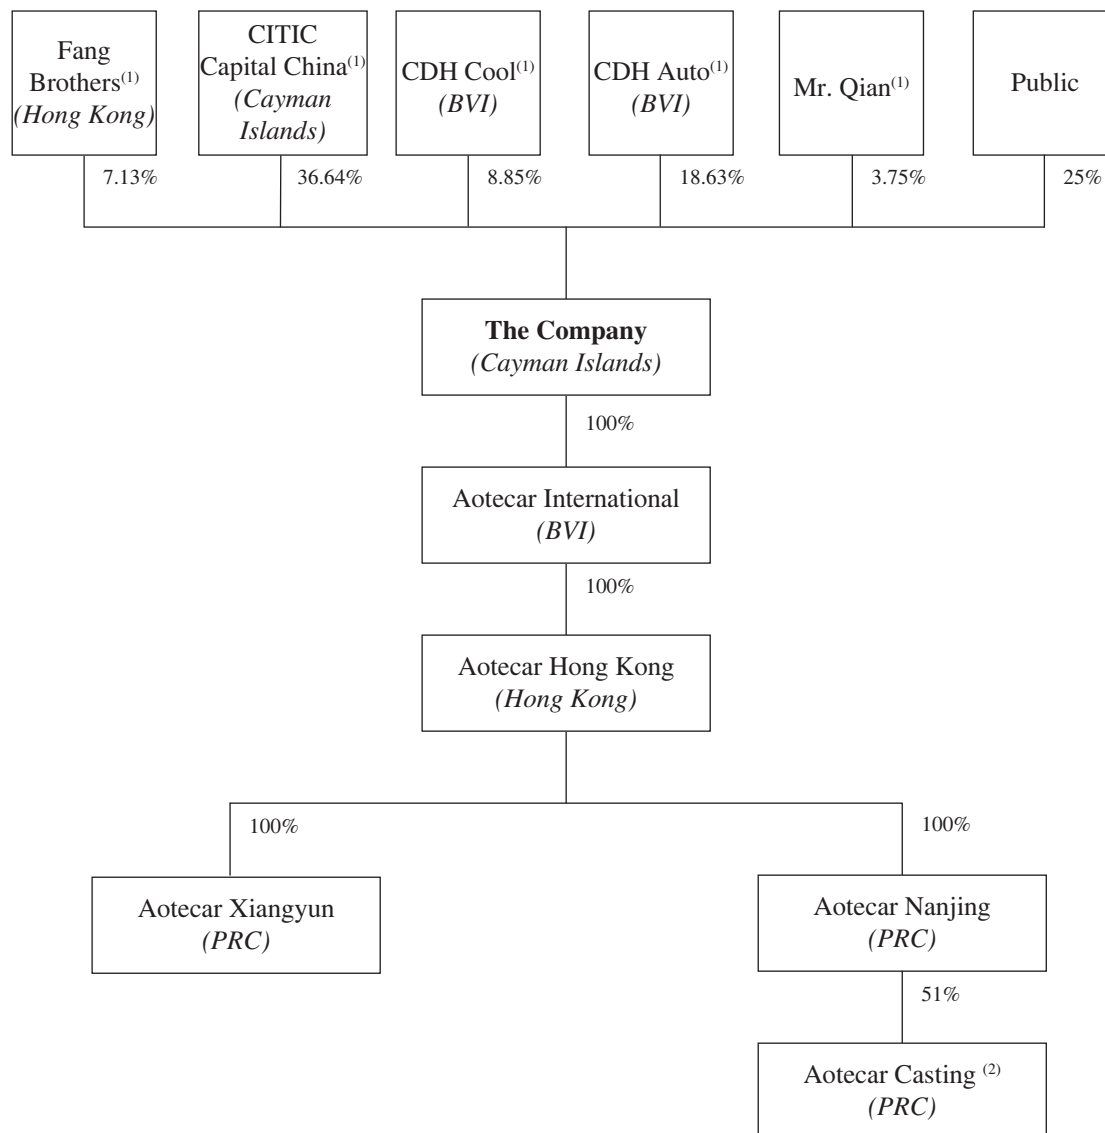 Fang
Brothers(1)
(Hong Kong)
CITIC
Capital China(1)
(Cayman
Islands)
CDH Cool(1)
(BVI)
CDH Auto(1)
(BVI)
Mr. Qian(1)
Public
7.13%
36.64%
8.85%
18.63%
3.75%
25%
The Company
(Cayman Islands)
100%
Aotecar International
(BVI)
100%
Aotecar Hong Kong
(Hong Kong)
100%
100%
Aotecar Xiangyun
(PRC)
Aotecar Nanjing
(PRC)
51%
Aotecar Casting (2)
(PRC)